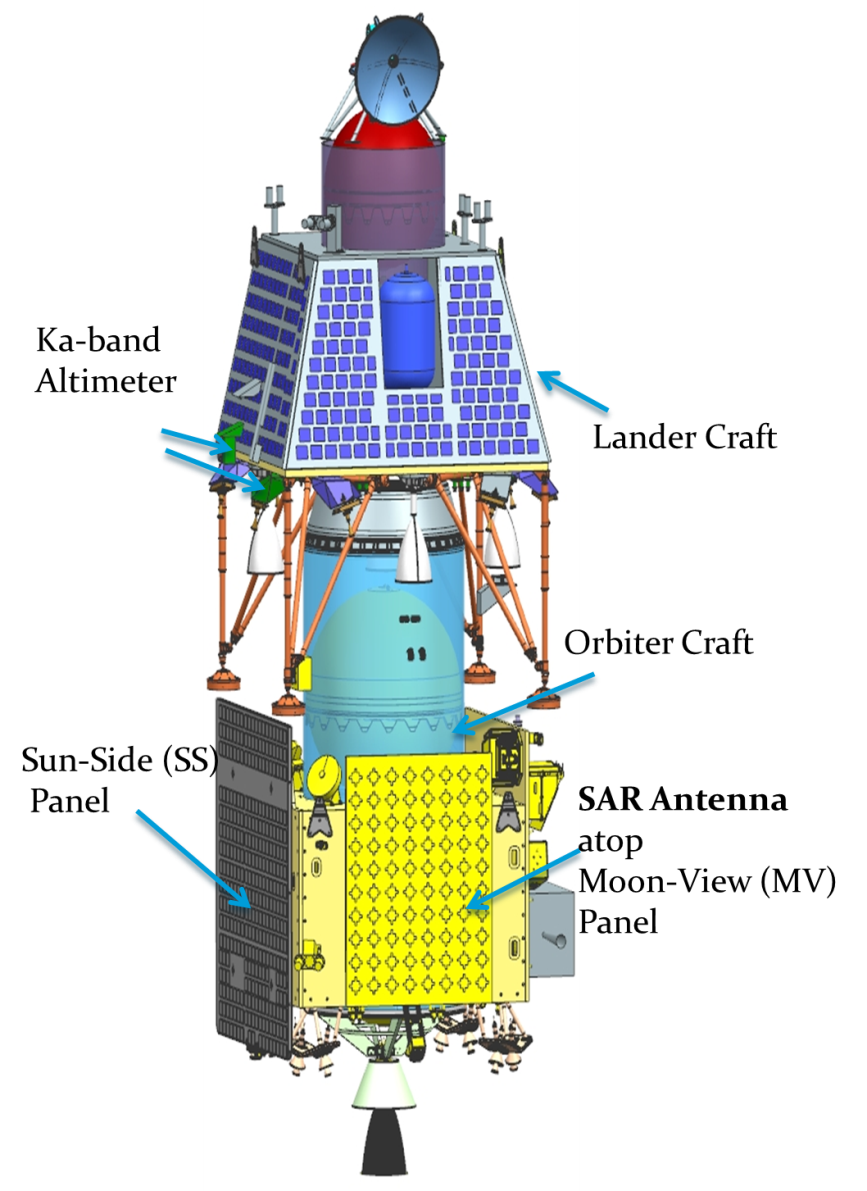 Ka-band
Altimeter
Lander Craft
Orbiter Craft
Sun-Side (SS)
Panel
SAR Antenna
atop
Moon-View (MV)
Panel